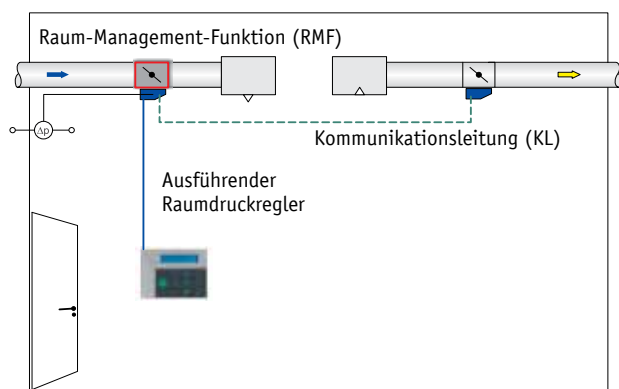 Raum-Management-Funktion (RMF)
Δp
Kommunikationsleitung (KL)
Ausführender
Raumdruckregler